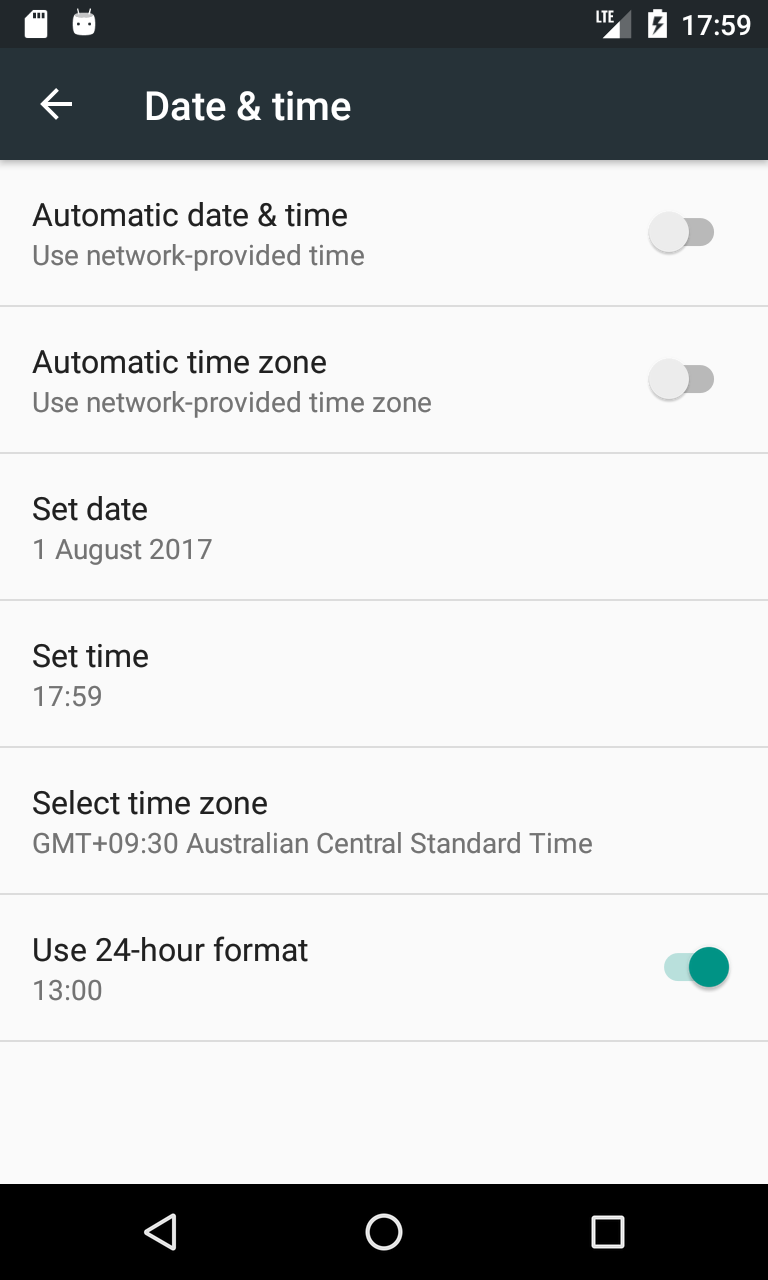 LTE 17:59
Date & time
Automatic date & time
Use network-provided time
Automatic time zone
Use network-provided time zone
Set date
1 August 2017
Set time
17:59
Select time zone
GMT+09:30 Australian Central Standard Time
Use 24-hour format
13:00